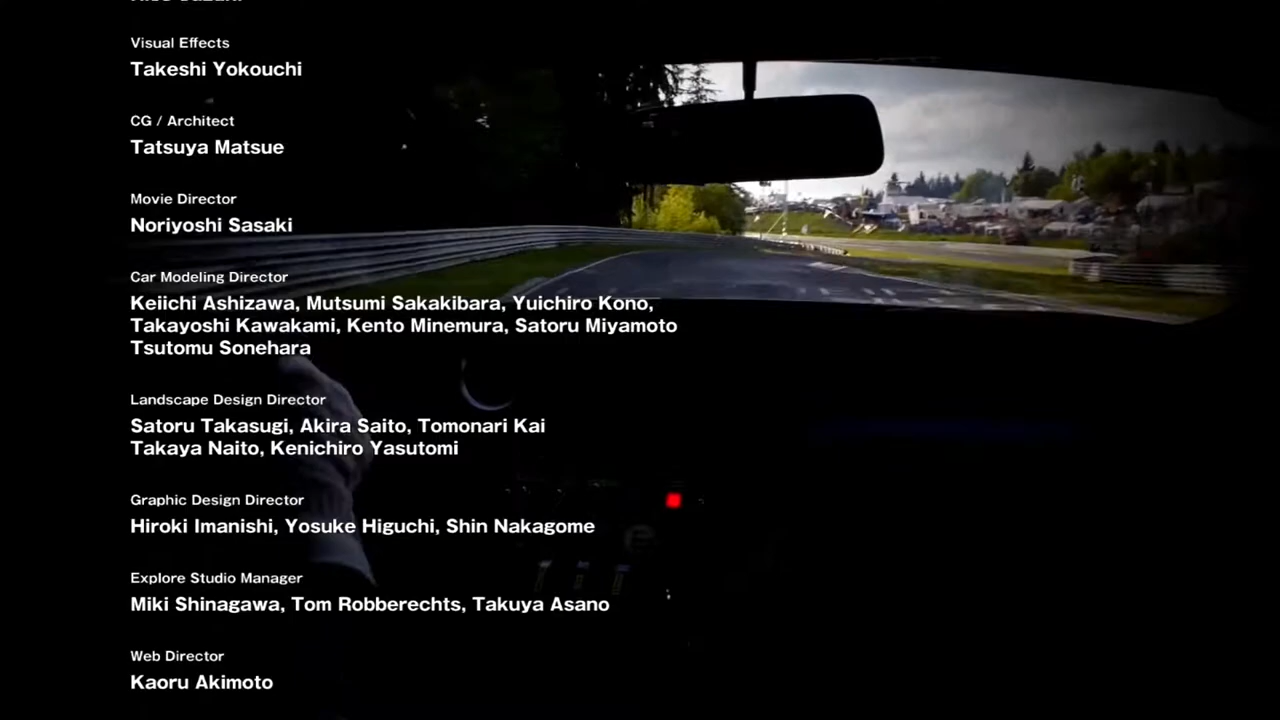 Visual Effects
Takeshi Yokouchi
CG / Architect
Tatsuya Matsue
Movie Director
Noriyoshi Sasaki
Car Modeling Director
Keiichi Ashizawa, Mutsumi Sakakibara, Yuichiro Kono,
Takayoshi Kawakami, Kento Minemura, Satoru Miyamoto
Tsutomu Sonehara
Landscape Design Director
Satoru Takasugi, Akira Saito, Tomonari Kai
Takaya Naito, Kenichiro Yasutomi
Graphic Design Director
Hiroki Imanishi, Yosuke Higuchi, Shin Nakagome
Explore Studio Manager
Miki Shinagawa, Tom Robberechts, Takuya Asano
Web Director
Kaoru Akimoto